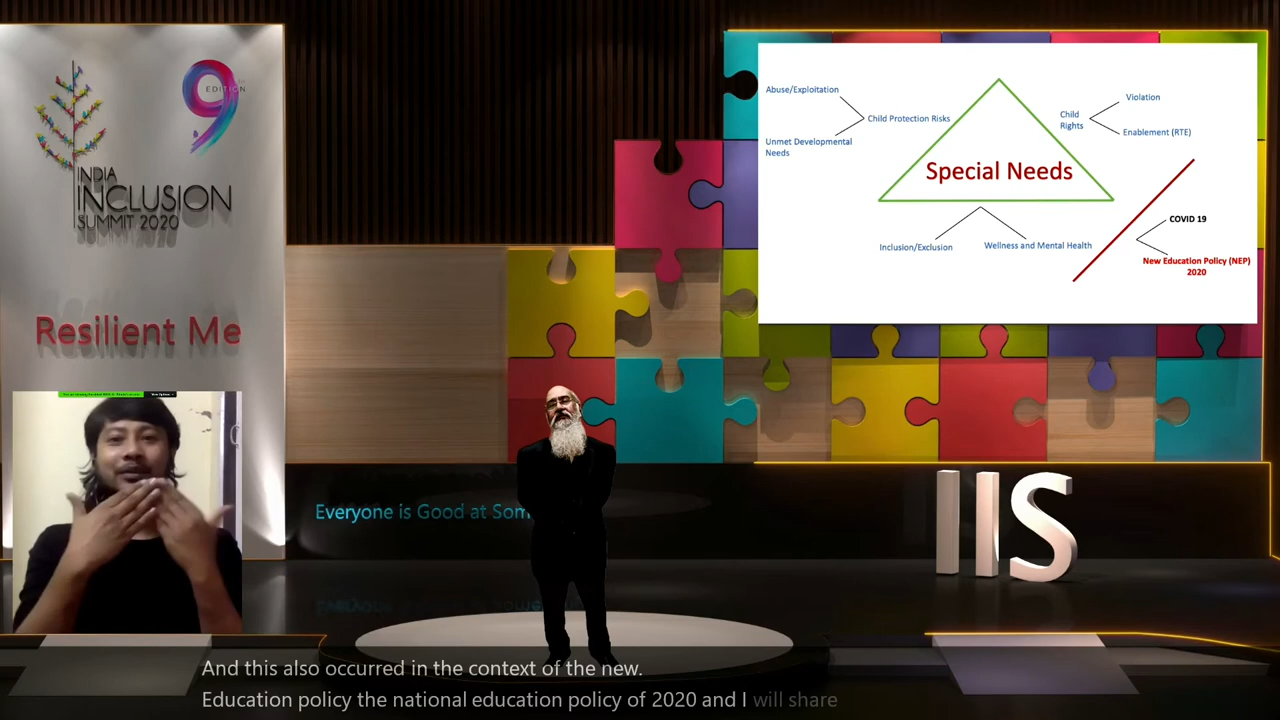 9
TH
EDITION
INDIA
INCLUSION
SUMMIT 2020
Resilient Me
Abuse/Exploitation
Unmet Developmental
Needs
Child Protection Risks
Special Needs
Child
Rights
Violation
Enablement (RTE)
Inclusion/Exclusion
Wellness and Mental Health
COVID 19
New Education Policy (NEP)
2020
Everyone is Good at Som
IIS
And this also occurred in the context of the new.
Education policy the national education policy of 2020 and I will share